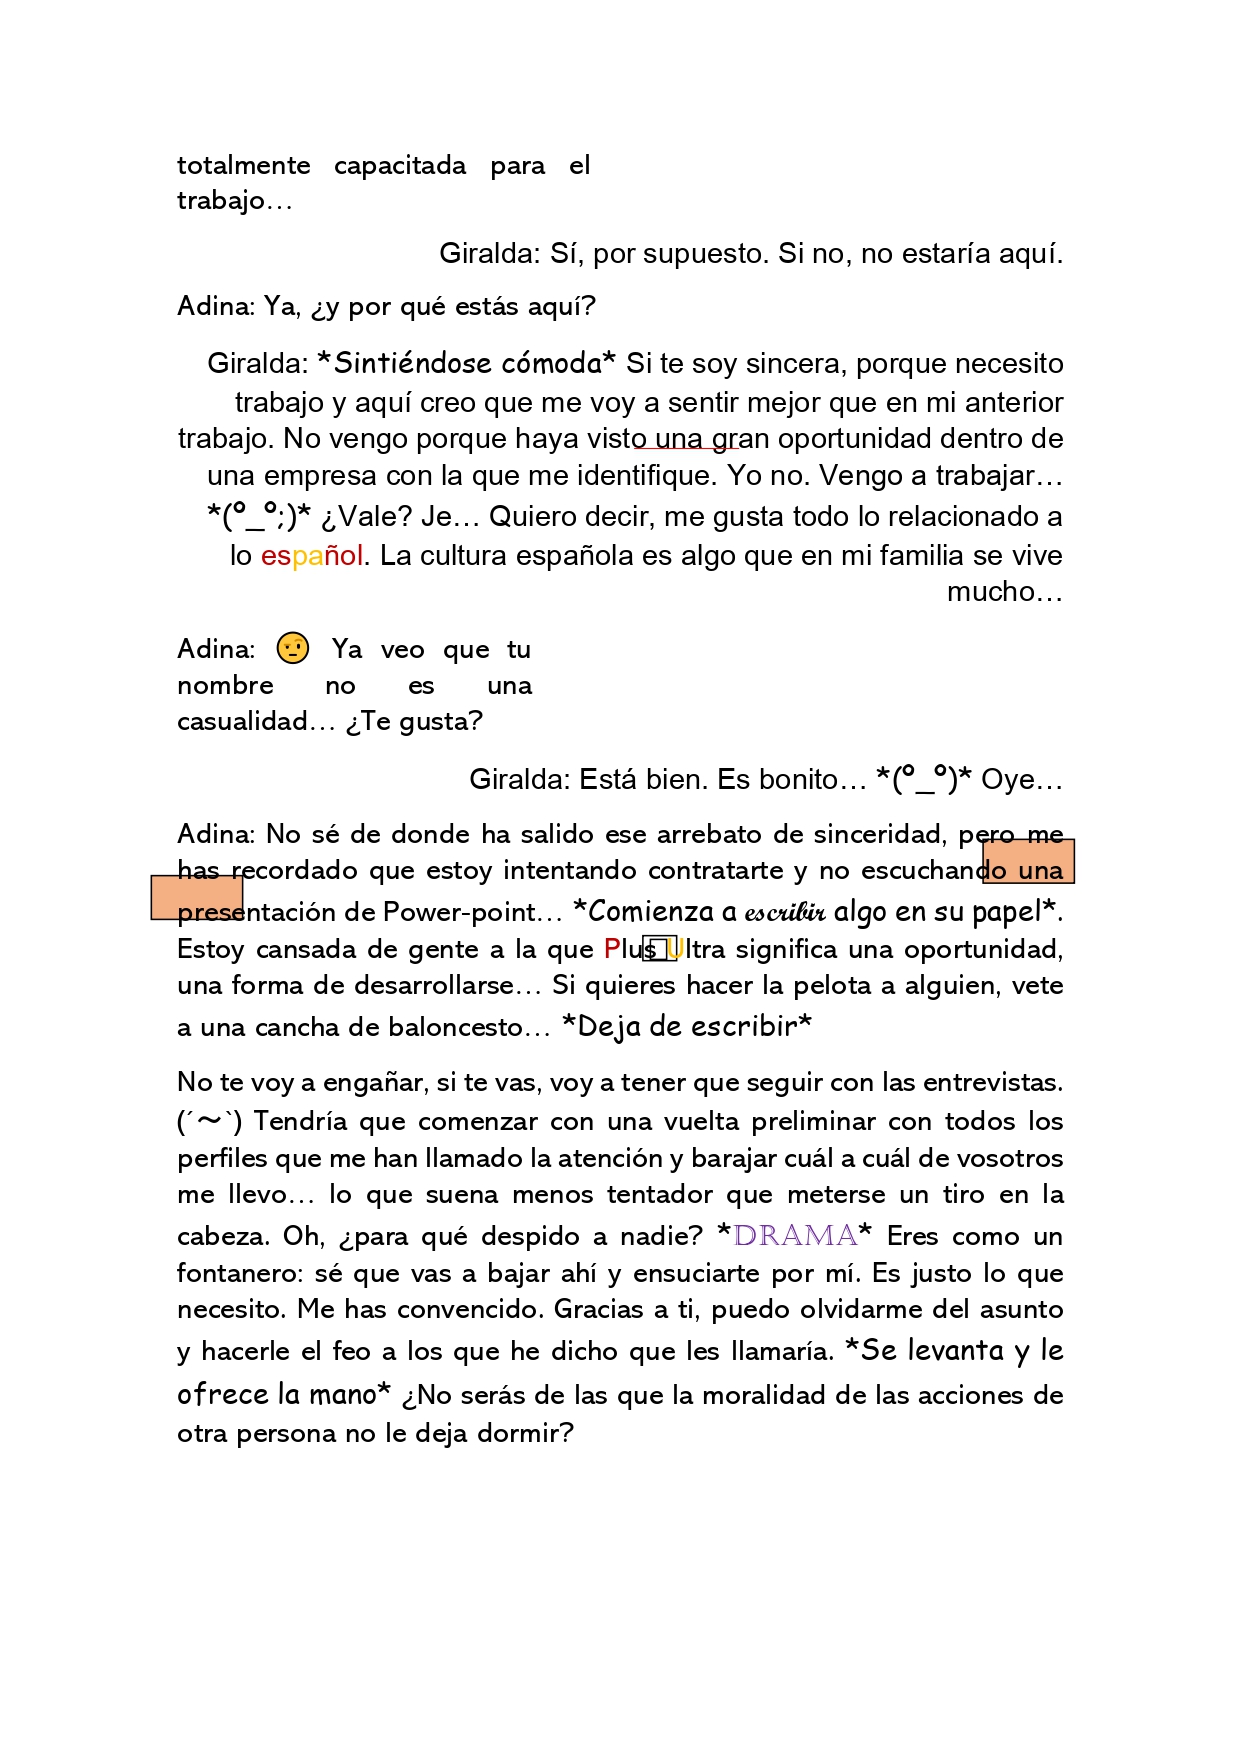 totalmente capacitada para el
trabajo…
Giralda: Sí, por supuesto. Si no, no estaría aquí.
Adina: Ya, ¿y por qué estás aquí?
Giralda: *Sintiéndose cómoda* Si te soy sincera, porque necesito
trabajo y aquí creo que me voy a sentir mejor que en mi anterior
trabajo. No vengo porque haya visto una gran oportunidad dentro de
una empresa con la que me identifique. Yo no. Vengo a trabajar…
*(°_°;)* ¿Vale? Je… Quiero decir, me gusta todo lo relacionado a
lo español. La cultura española es algo que en mi familia se vive
mucho…
Adina: 🤨 Ya veo que tu
nombre no es una
casualidad… ¿Te gusta?
Giralda: Está bien. Es bonito… *(°_°)* Oye…
Adina: No sé de donde ha salido ese arrebato de sinceridad, pero me
has recordado que estoy intentando contratarte y no escuchando una
presentación de Power-point… *Comienza a escribir algo en su papel*.
Estoy cansada de gente a la que Plus Ultra significa una oportunidad,
una forma de desarrollarse… Si quieres hacer la pelota a alguien, vete
a una cancha de baloncesto… *Deja de escribir*
No te voy a engañar, si te vas, voy a tener que seguir con las entrevistas.
(´～`) Tendría que comenzar con una vuelta preliminar con todos los
perfiles que me han llamado la atención y barajar cuál a cuál de vosotros
me llevo… lo que suena menos tentador que meterse un tiro en la
cabeza. Oh, ¿para qué despido a nadie? *DRAMA* Eres como un
fontanero: sé que vas a bajar ahí y ensuciarte por mí. Es justo lo que
necesito. Me has convencido. Gracias a ti, puedo olvidarme del asunto
y hacerle el feo a los que he dicho que les llamaría. *Se levanta y le
ofrece la mano* ¿No serás de las que la moralidad de las acciones de
otra persona no le deja dormir?